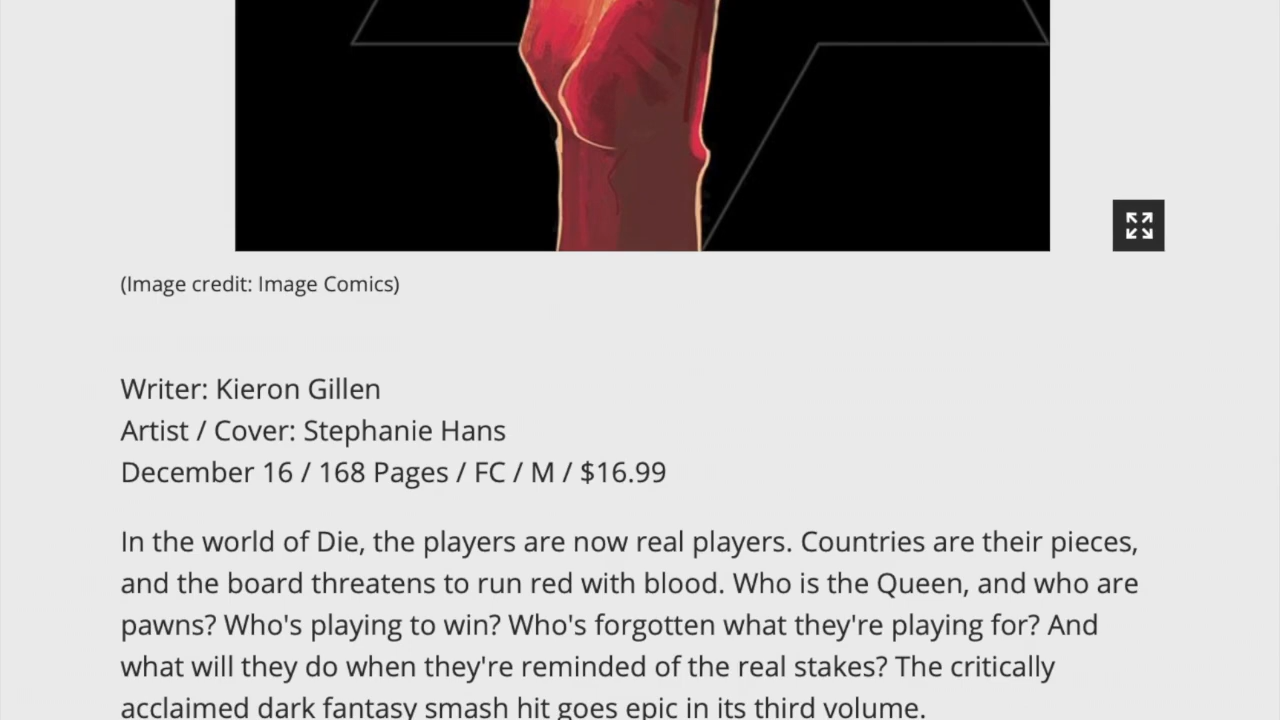 (Image credit: Image Comics)
Writer: Kieron Gillen
Artist / Cover: Stephanie Hans
December 16 / 168 Pages / FC / M / $16.99
In the world of Die, the players are now real players. Countries are their pieces,
and the board threatens to run red with blood. Who is the Queen, and who are
pawns? Who's playing to win? Who's forgotten what they're playing for? And
what will they do when they're reminded of the real stakes? The critically
acclaimed dark fantasy smash hit goes epic in its third volume.